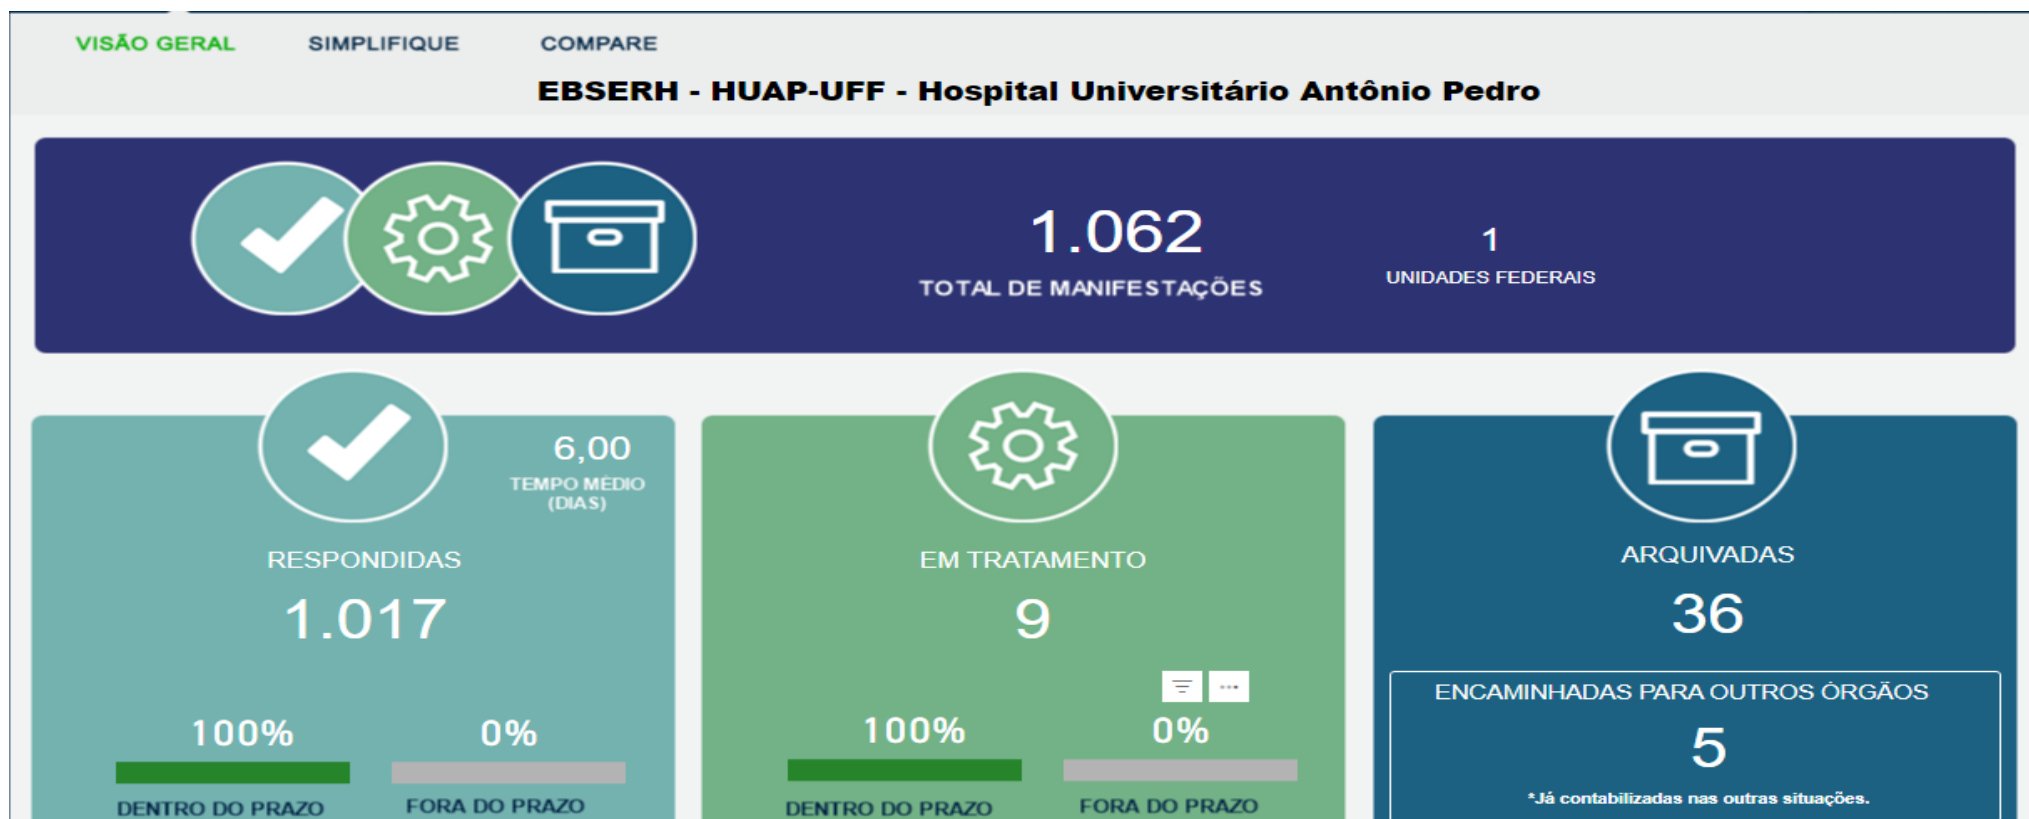 VISÃO GERAL SIMPLIFIQUE COMPARE
EBSERH - HUAP-UFF - Hospital Universitário Antônio Pedro
1.062
TOTAL DE MANIFESTAÇÕES
1
UNIDADES FEDERAIS
6,00
TEMPO MÉDIO
(DIAS)
RESPONDIDAS
1.017
100% 0%
DENTRO DO PRAZO FORA DO PRAZO
EM TRATAMENTO
9
100% 0%
DENTRO DO PRAZO FORA DO PRAZO
ARQUIVADAS
36
ENCAMINHADAS PARA OUTROS ÓRGÃOS
5
*Já contabilizadas nas outras situações.